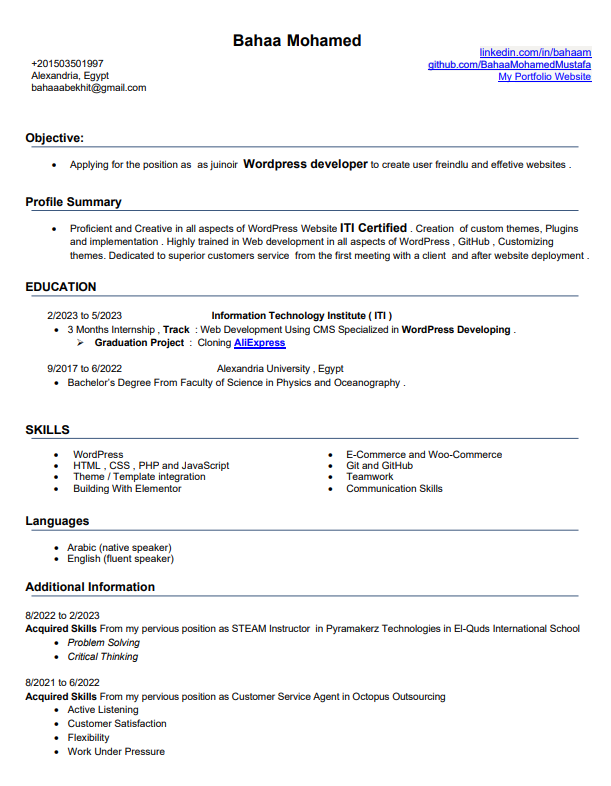 Bahaa Mohamed
linkedin.com/in/bahaam
+201503501997
github.com/BahaaMohamedMustafa
Alexandria, Egypt
My Portfolio Website
bahaaabekhit@gmail.com
Objective:
• Applying for the position as as juinoir Wordpress developer to create user freindlu and effetive websites .
Profile Summary
• Proficient and Creative in all aspects of WordPress Website ITI Certified . Creation of custom themes, Plugins
and implementation . Highly trained in Web development in all aspects of WordPress , GitHub , Customizing
themes. Dedicated to superior customers service from the first meeting with a client and after website deployment .
EDUCATION
2/2023 to 5/2023 Information Technology Institute ( ITI )
• 3 Months Internship , Track : Web Development Using CMS Specialized in WordPress Developing .
➢ Graduation Project : Cloning AliExpress
9/2017 to 6/2022 Alexandria University , Egypt
• Bachelor's Degree From Faculty of Science in Physics and Oceanography .
SKILLS
• WordPress
• HTML , CSS , PHP and JavaScript
• Theme / Template integration
• Building With Elementor
• E-Commerce and Woo-Commerce
• Git and GitHub
• Teamwork
• Communication Skills
Languages
• Arabic (native speaker)
• English (fluent speaker)
Additional Information
8/2022 to 2/2023
Acquired Skills From my pervious position as STEAM Instructor in Pyramakerz Technologies in El-Quds International School
• Problem Solving
• Critical Thinking
8/2021 to 6/2022
Acquired Skills From my pervious position as Customer Service Agent in Octopus Outsourcing
• Active Listening
• Customer Satisfaction
• Flexibility
• Work Under Pressure